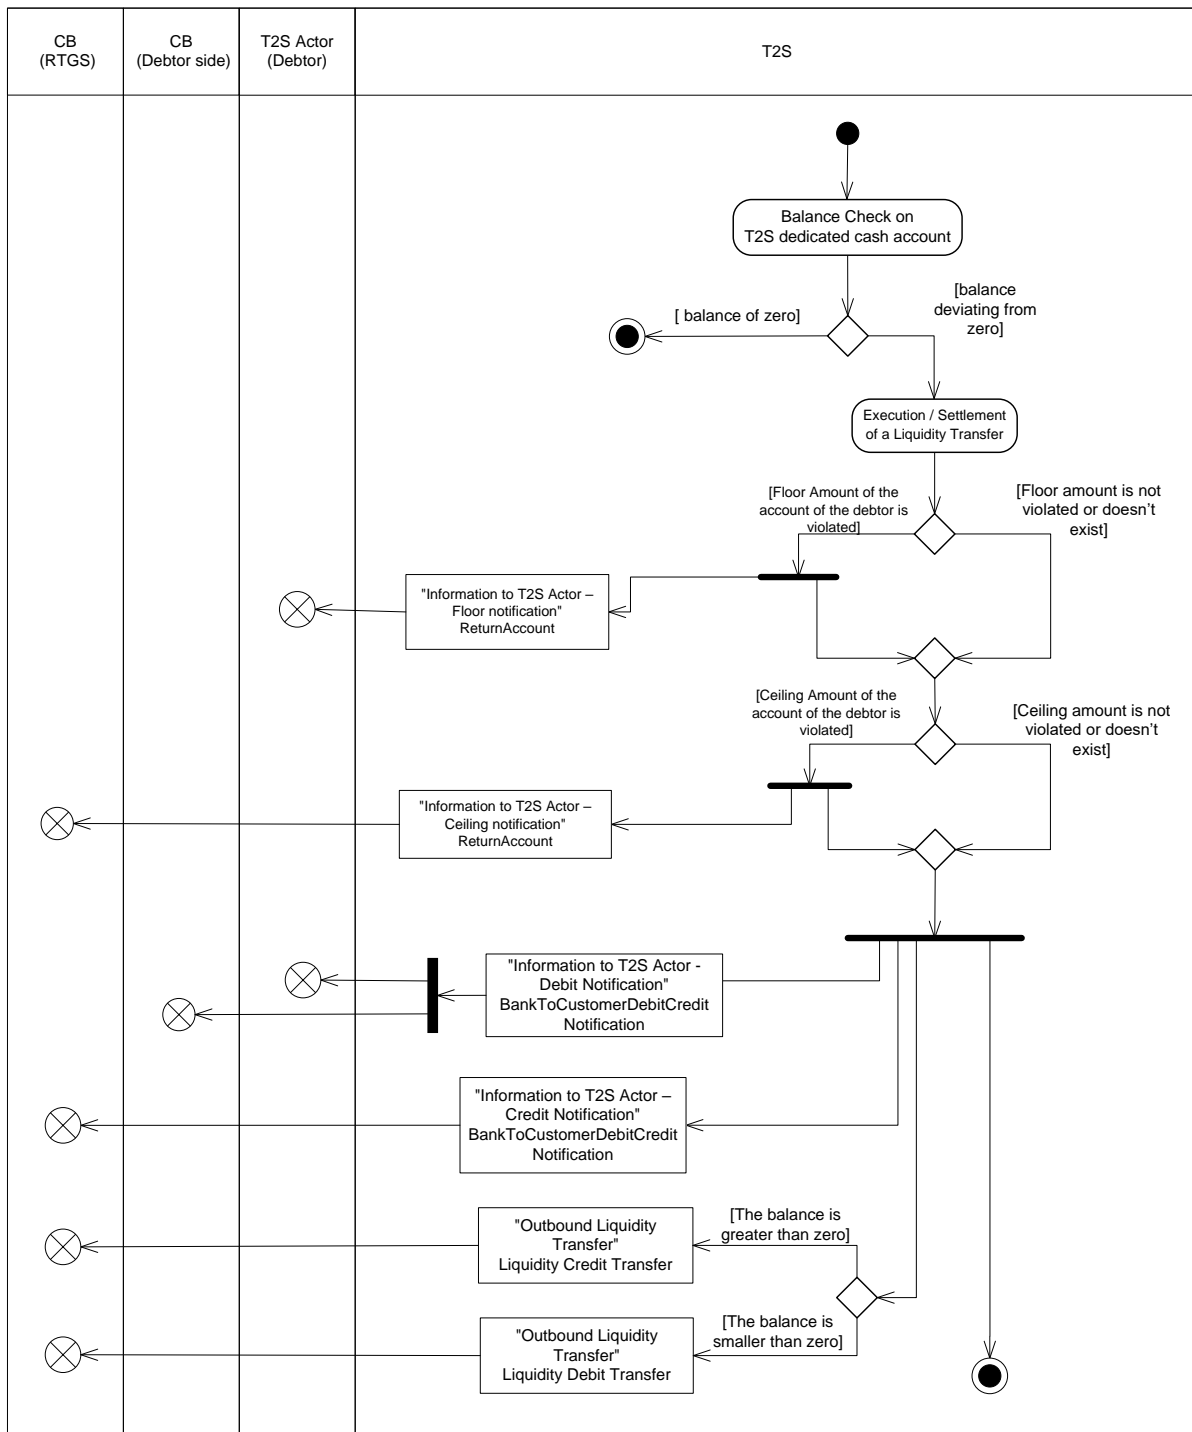 CB
(RTGS)
CB
(Debtor side)
T2S Actor
(Debtor)
T2S
Balance Check on
T2S dedicated cash account
[ balance of zero]
[balance
deviating from
zero]
Execution / Settlement
of a Liquidity Transfer
[Floor Amount of the
account of the debtor is
violated]
[Floor amount is not
violated or doesn’t
exist]
"Information to T2S Actor –
Floor notification"
ReturnAccount
[Ceiling Amount of the
account of the debtor is
violated]
[Ceiling amount is not
violated or doesn’t
exist]
"Information to T2S Actor –
Ceiling notification"
ReturnAccount
"Information to T2S Actor -
Debit Notification"
BankToCustomerDebitCredit
Notification
"Information to T2S Actor –
Credit Notification"
BankToCustomerDebitCredit
Notification
[The balance is
greater than zero]
"Outbound Liquidity
Transfer"
Liquidity Credit Transfer
[The balance is
smaller than zero]
"Outbound Liquidity
Transfer"
Liquidity Debit Transfer